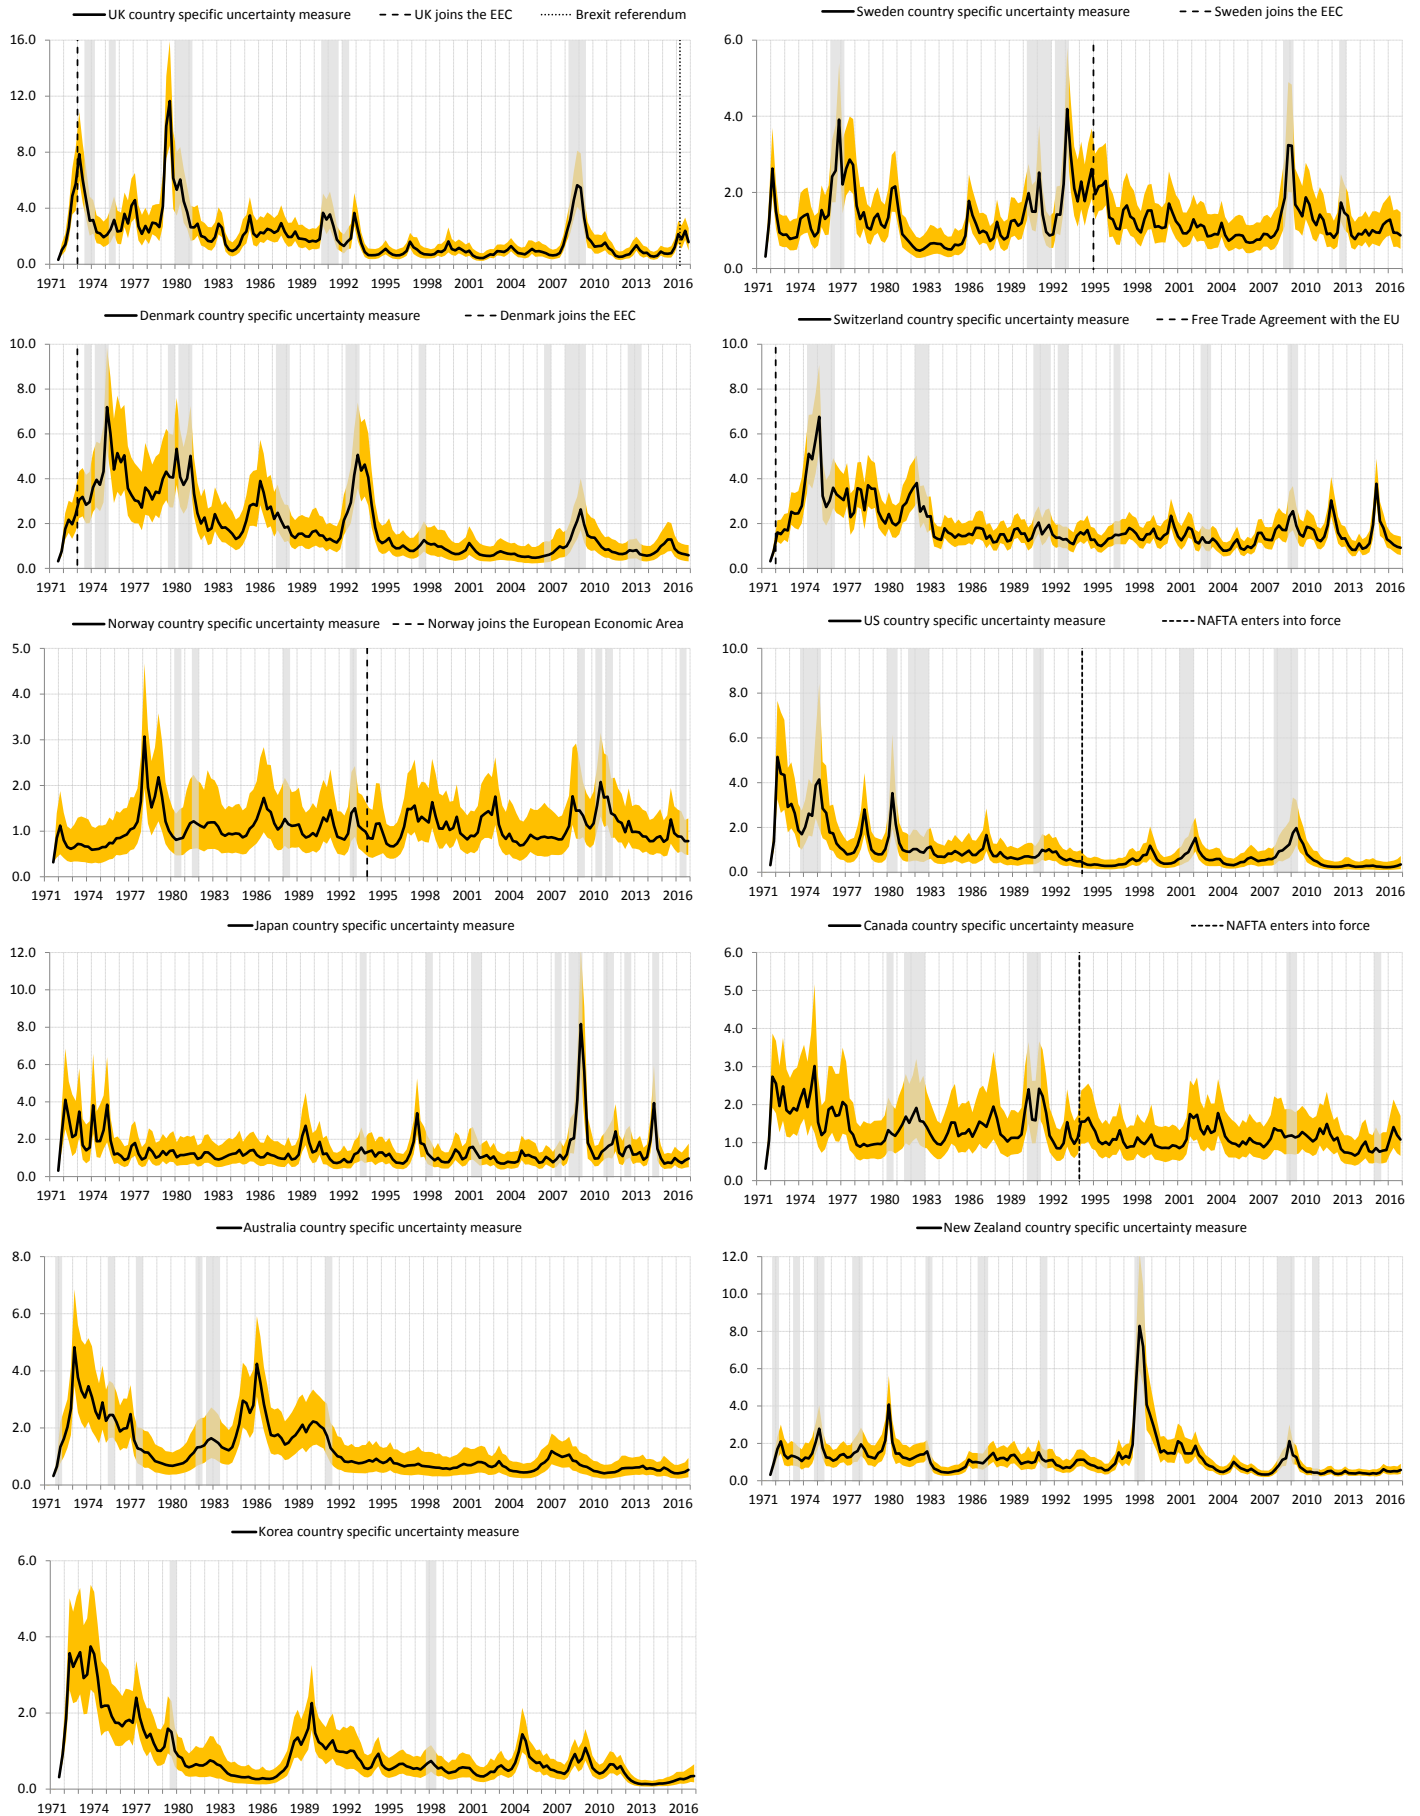 UK country specific uncertainty measure UK joins the EEC Brexit referendum
16.0
12.0
8.0
4.0
0.0
1971 1974 1977 1980 1983 1986 1989 1992 1995 1998 2001 2004 2007 2010 2013 2016
Sweden country specific uncertainty measure Sweden joins the EEC
6.0
4.0
2.0
0.0
1971 1974 1977 1980 1983 1986 1989 1992 1995 1998 2001 2004 2007 2010 2013 2016
Denmark country specific uncertainty measure Denmark joins the EEC
10.0
8.0
6.0
4.0
2.0
0.0
1971 1974 1977 1980 1983 1986 1989 1992 1995 1998 2001 2004 2007 2010 2013 2016
Switzerland country specific uncertainty measure Free Trade Agreement with the EU
10.0
8.0
6.0
4.0
2.0
0.0
1971 1974 1977 1980 1983 1986 1989 1992 1995 1998 2001 2004 2007 2010 2013 2016
Norway country specific uncertainty measure Norway joins the European Economic Area
5.0
4.0
3.0
2.0
1.0
0.0
1971 1974 1977 1980 1983 1986 1989 1992 1995 1998 2001 2004 2007 2010 2013 2016
US country specific uncertainty measure NAFTA enters into force
10.0
8.0
6.0
4.0
2.0
0.0
1971 1974 1977 1980 1983 1986 1989 1992 1995 1998 2001 2004 2007 2010 2013 2016
Japan country specific uncertainty measure
12.0
10.0
8.0
6.0
4.0
2.0
0.0
1971 1974 1977 1980 1983 1986 1989 1992 1995 1998 2001 2004 2007 2010 2013 2016
Canada country specific uncertainty measure NAFTA enters into force
6.0
5.0
4.0
3.0
2.0
1.0
0.0
1971 1974 1977 1980 1983 1986 1989 1992 1995 1998 2001 2004 2007 2010 2013 2016
Australia country specific uncertainty measure
8.0
6.0
4.0
2.0
0.0
1971 1974 1977 1980 1983 1986 1989 1992 1995 1998 2001 2004 2007 2010 2013 2016
New Zealand country specific uncertainty measure
12.0
10.0
8.0
6.0
4.0
2.0
0.0
1971 1974 1977 1980 1983 1986 1989 1992 1995 1998 2001 2004 2007 2010 2013 2016
Korea country specific uncertainty measure
6.0
4.0
2.0
0.0
1971 1974 1977 1980 1983 1986 1989 1992 1995 1998 2001 2004 2007 2010 2013 2016